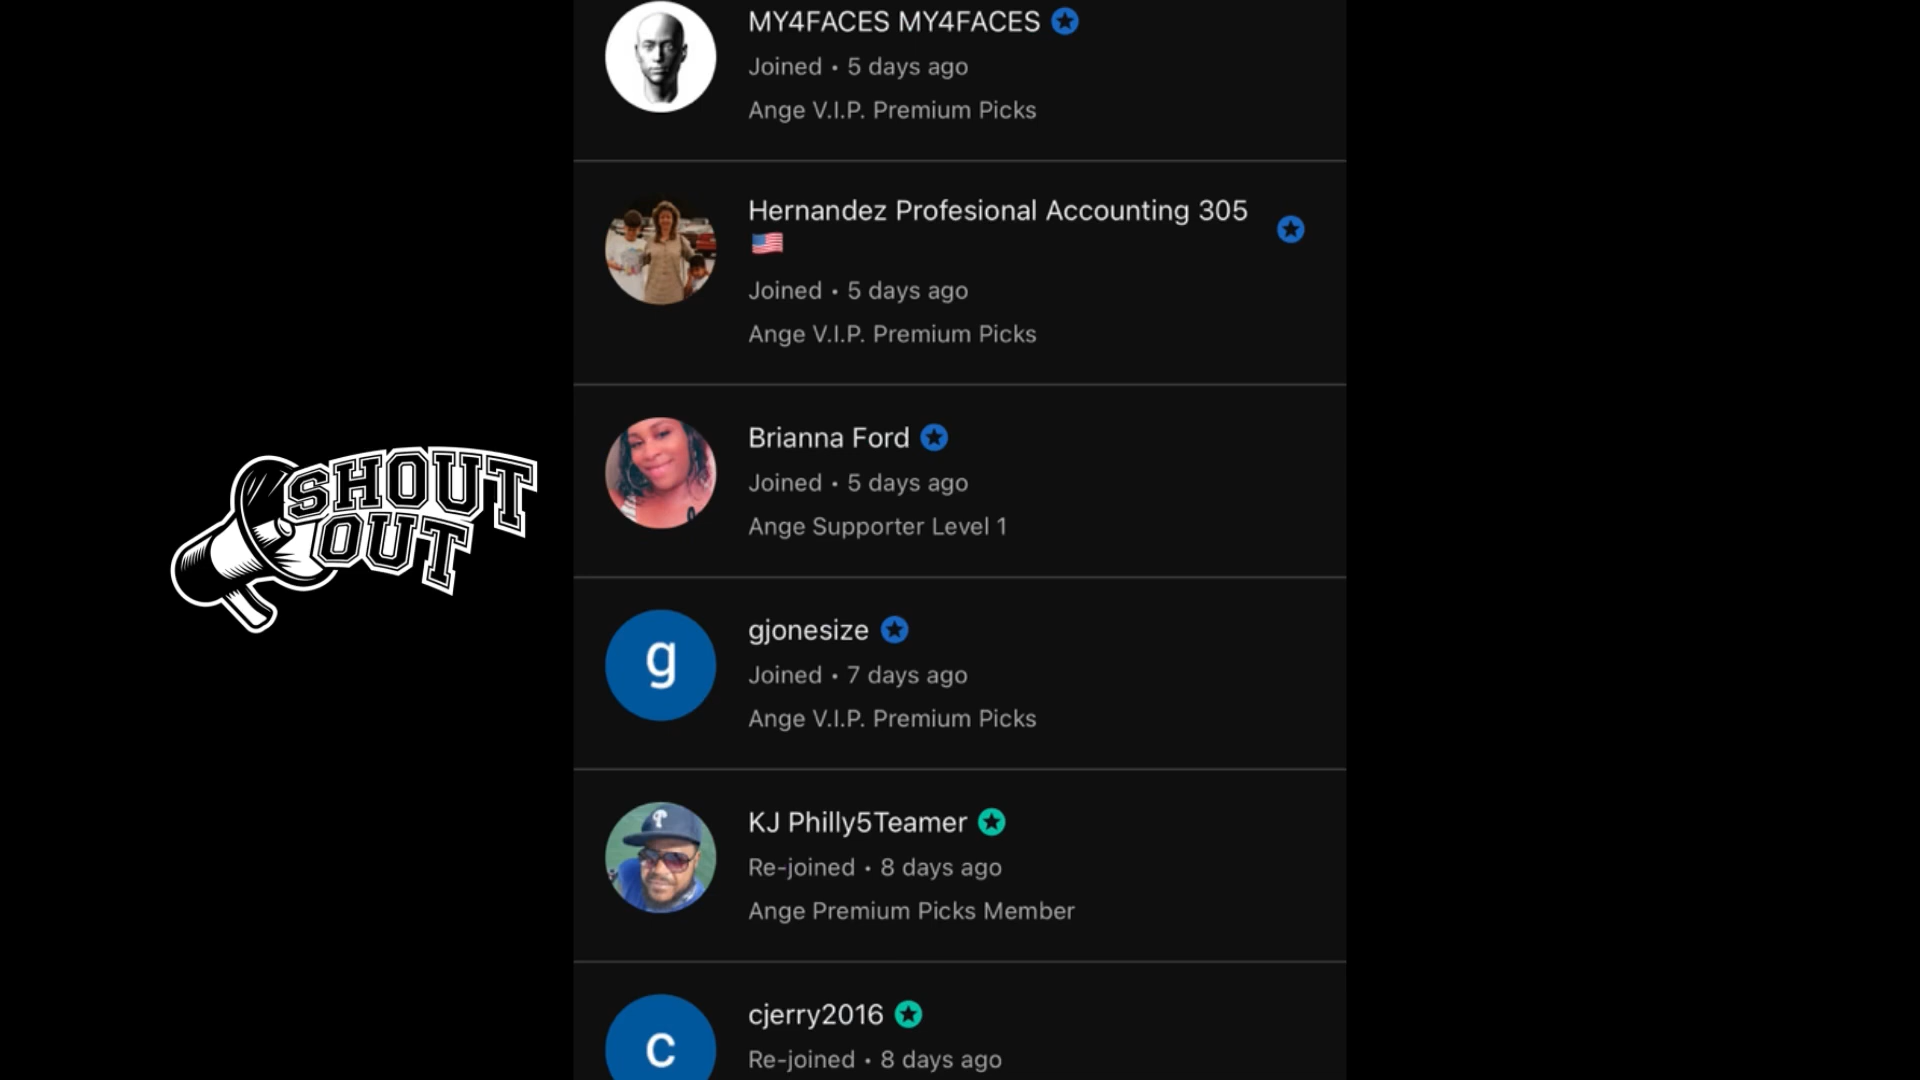 MY4FACES MY4FACES
Joined • 5 days ago
Ange V.I.P. Premium Picks
Hernandez Profesional Accounting 305
🇺🇸
Joined • 5 days ago
Ange V.I.P. Premium Picks
SHOUT
OUT
Brianna Ford
Joined • 5 days ago
Ange Supporter Level 1
g
gjonesize
Joined • 7 days ago
Ange V.I.P. Premium Picks
KJ Philly5Teamer
Re-joined • 8 days ago
Ange Premium Picks Member
c
cjerry2016
Re-joined • 8 days ago